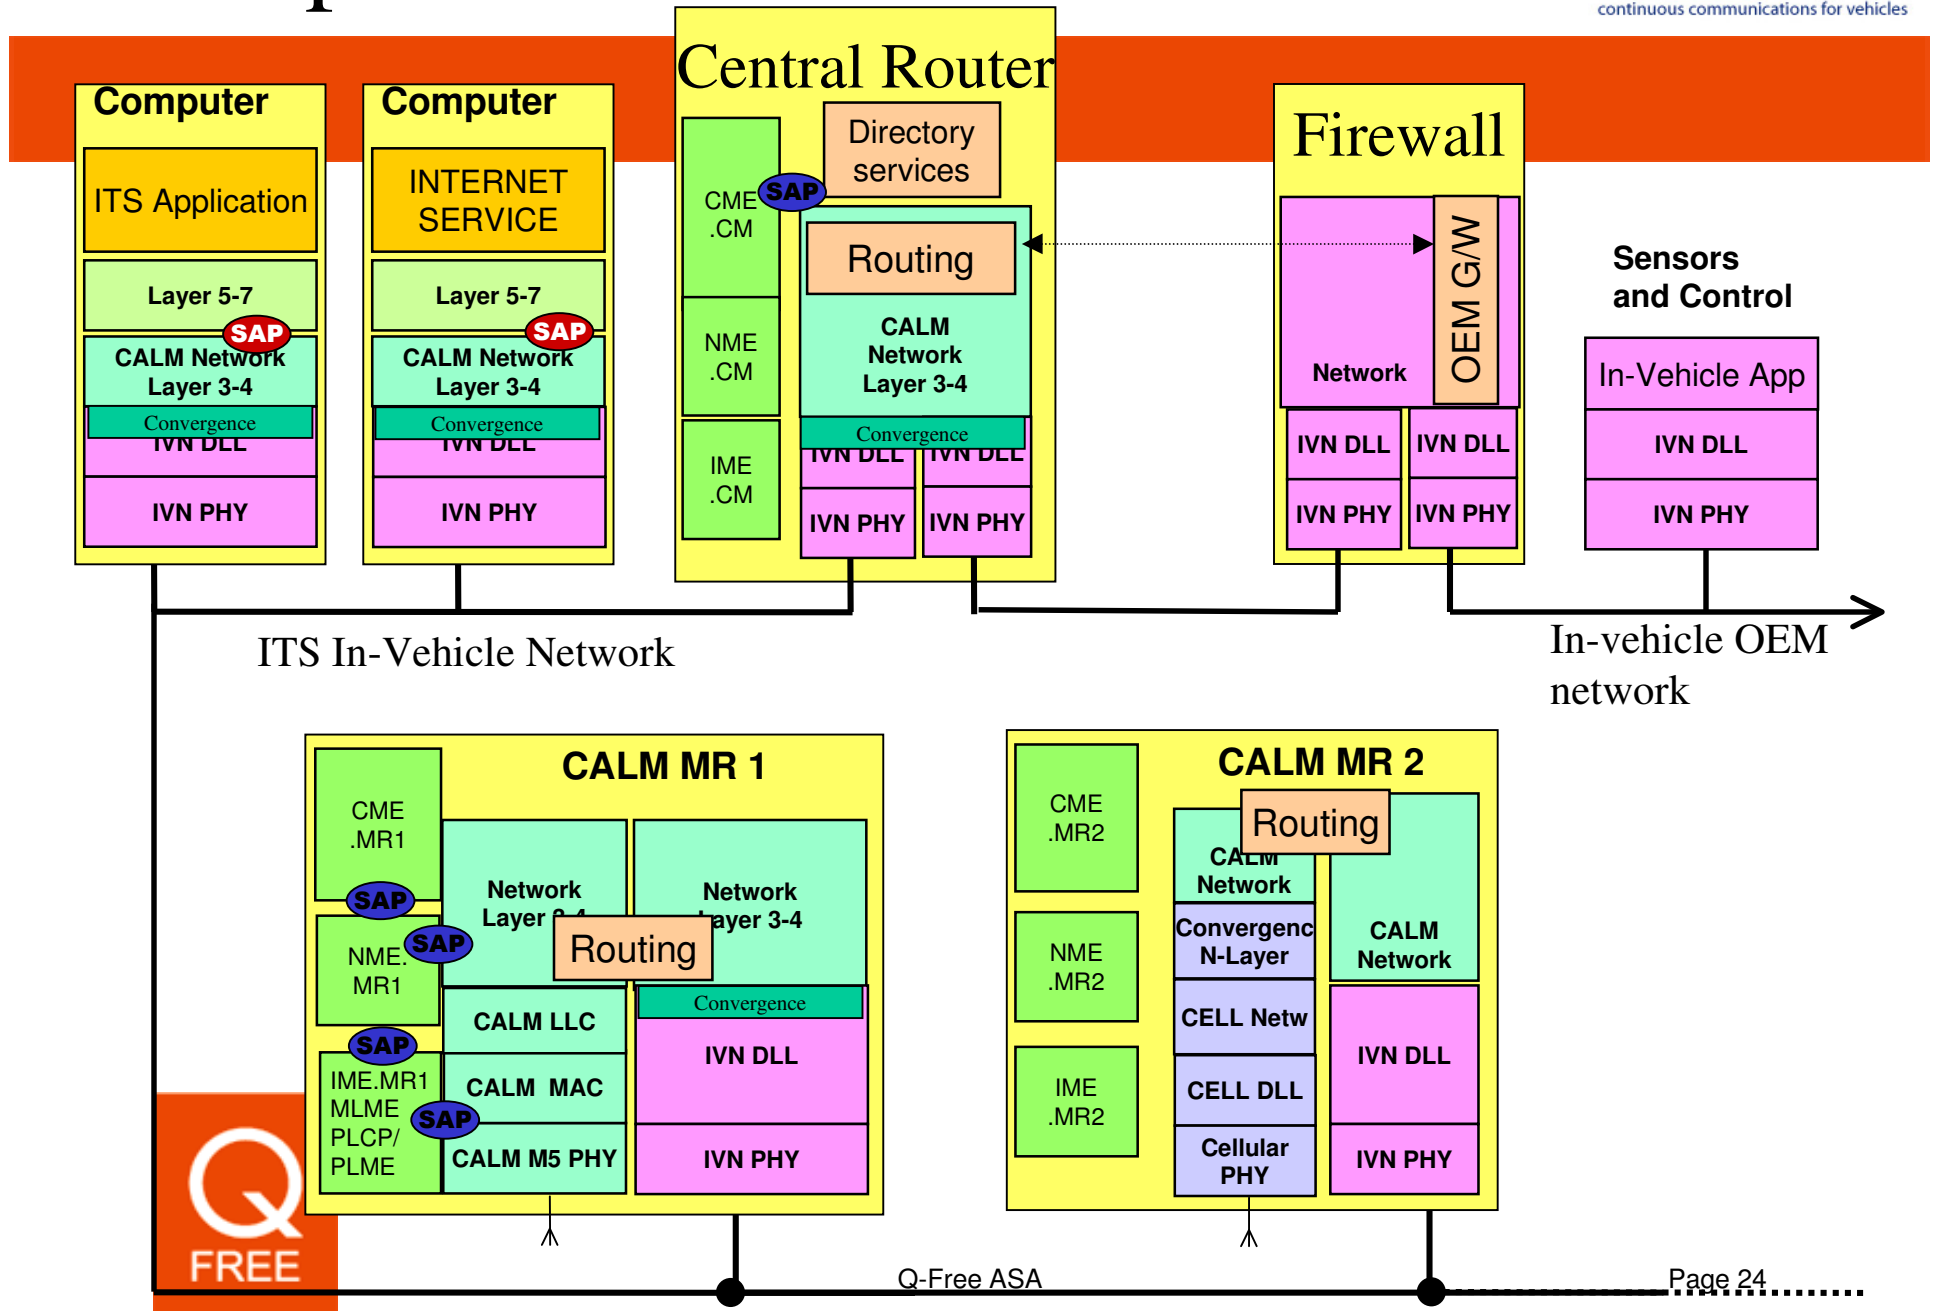 continuous communications for vehicles
Computer
ITS Application
Layer 5-7
SAP
CALM Network
Layer 3-4
Convergence
IVN DLL
IVN PHY
Computer
INTERNET
SERVICE
Layer 5-7
SAP
CALM Network
Layer 3-4
Convergence
IVN DLL
IVN PHY
Central Router
Directory
services
CME
.CM
SAP
Routing
NME
.CM
CALM
Network
Layer 3-4
IME
.CM
Convergence
IVN DLL
IVN DLL
IVN PHY
IVN PHY
Firewall
OEM G/W
Network
IVN DLL
IVN DLL
IVN PHY
IVN PHY
Sensors
and Control
In-Vehicle App
IVN DLL
IVN PHY
ITS In-Vehicle Network
In-vehicle OEM
network
CALM MR 1
CME
.MR1
SAP
NME.
MR1
SAP
SAP
IME.MR1
MLME
PLCP/
PLME
SAP
Network
Layer 3-4
Network
Layer 3-4
Routing
CALM LLC
CALM MAC
CALM M5 PHY
Convergence
IVN DLL
IVN PHY
CALM MR 2
CME
.MR2
NME
.MR2
IME
.MR2
Routing
CALM
Network
Convergenc
N-Layer
CELL Netw
CELL DLL
Cellular
PHY
CALM
Network
IVN DLL
IVN PHY
Q
FREE
Q-Free ASA
Page 24